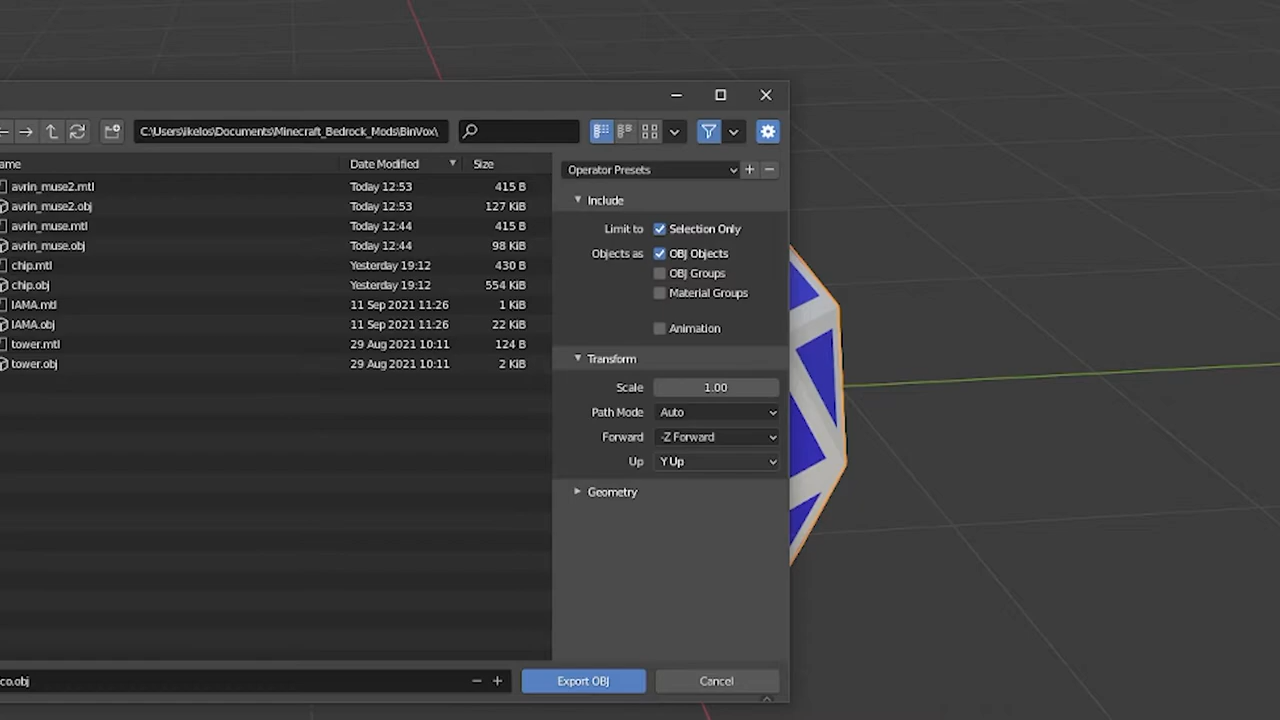 C:\Users\ikelos\Documents\Minecraft_Bedrock_Mods\BinVox\
ame Date Modified Size
avrin_muse2.mtl Today 12:53 415 B
avrin_muse2.obj Today 12:53 127 KiB
avrin_muse.mtl Today 12:44 415 B
avrin_muse.obj Today 12:44 98 KiB
chip.mtl Yesterday 19:12 430 B
chip.obj Yesterday 19:12 554 KiB
IAMA.mtl 11 Sep 2021 11:26 1 KiB
IAMA.obj 11 Sep 2021 11:26 22 KiB
tower.mtl 29 Aug 2021 10:11 124 B
tower.obj 29 Aug 2021 10:11 2 KiB
Operator Presets
Include
Limit to Selection Only
Objects as OBJ Objects
OBJ Groups
Material Groups
Animation
Transform
Scale 1.00
Path Mode Auto
Forward -Z Forward
Up Y Up
Geometry
co.obj
Export OBJ Cancel